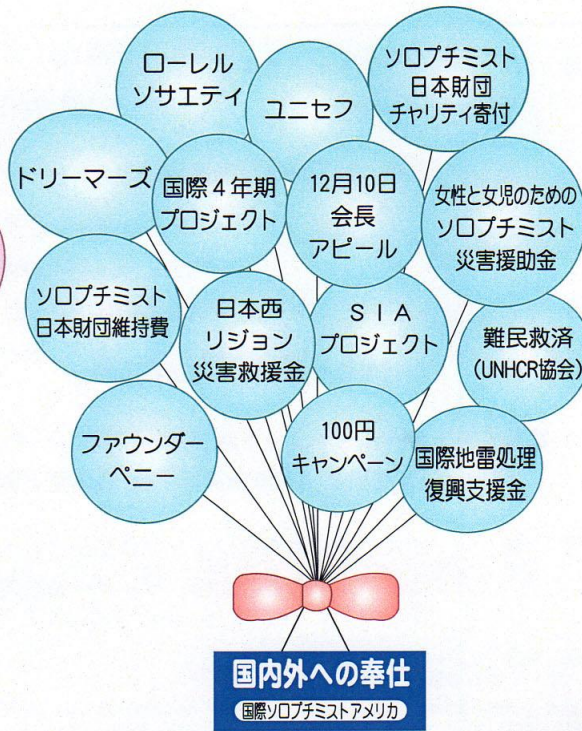 ローレル
ソサエティ
ユニセフ
ソロプチミスト
日本財団
チャリティ寄付
ドリーマーズ
国際4年期
プロジェクト
12月10日
会長
アピール
女性と女児のための
ソロプチミスト
災害援助金
ソロプチミスト
日本財団維持費
日本西
リジョン
災害救援金
SIA
プロジェクト
難民救済
(UNHCR協会)
ファウンダー
ペニー
100円
キャンペーン
国際地雷処理
復興支援金
国内外への奉仕
国際ソロプチミストアメリカ